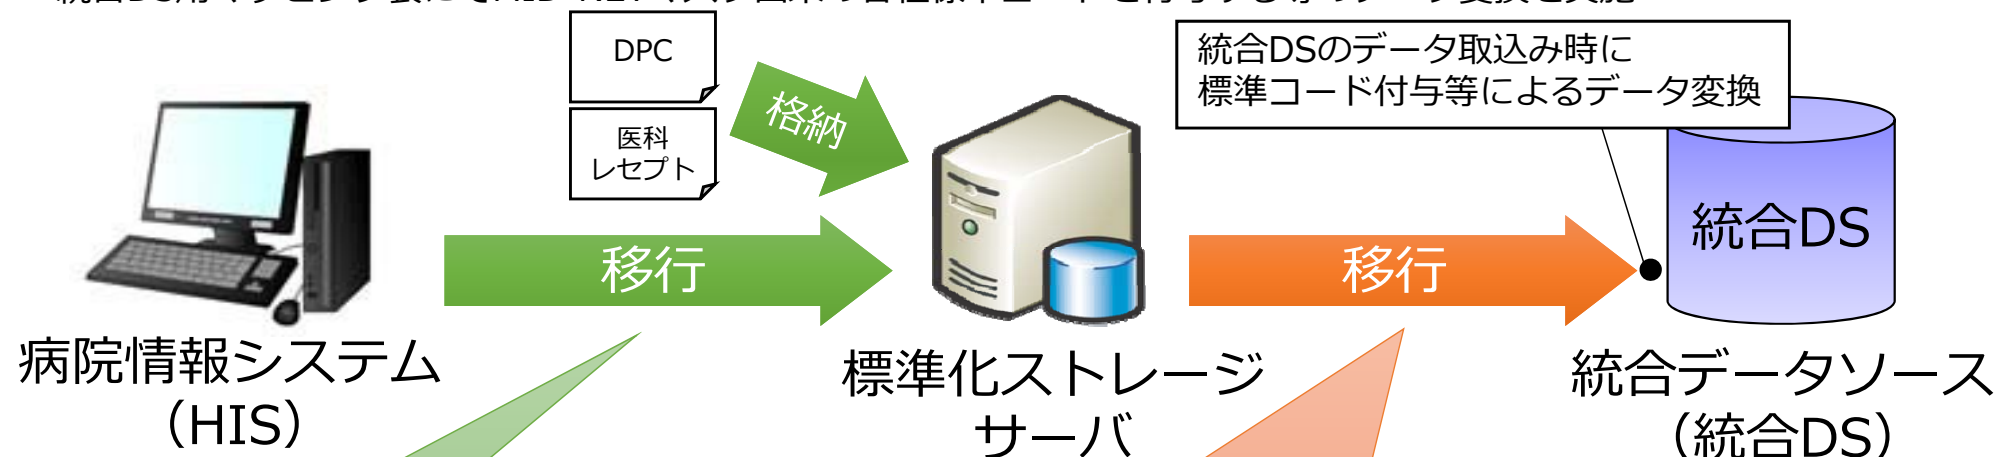 DPC
医科
レセプト
格納
統合DSのデータ取込み時に
標準コード付与等によるデータ変換
移行
移行
統合DS
病院情報システム
（HIS）
標準化ストレージ
サーバ
統合データソース
（統合DS）